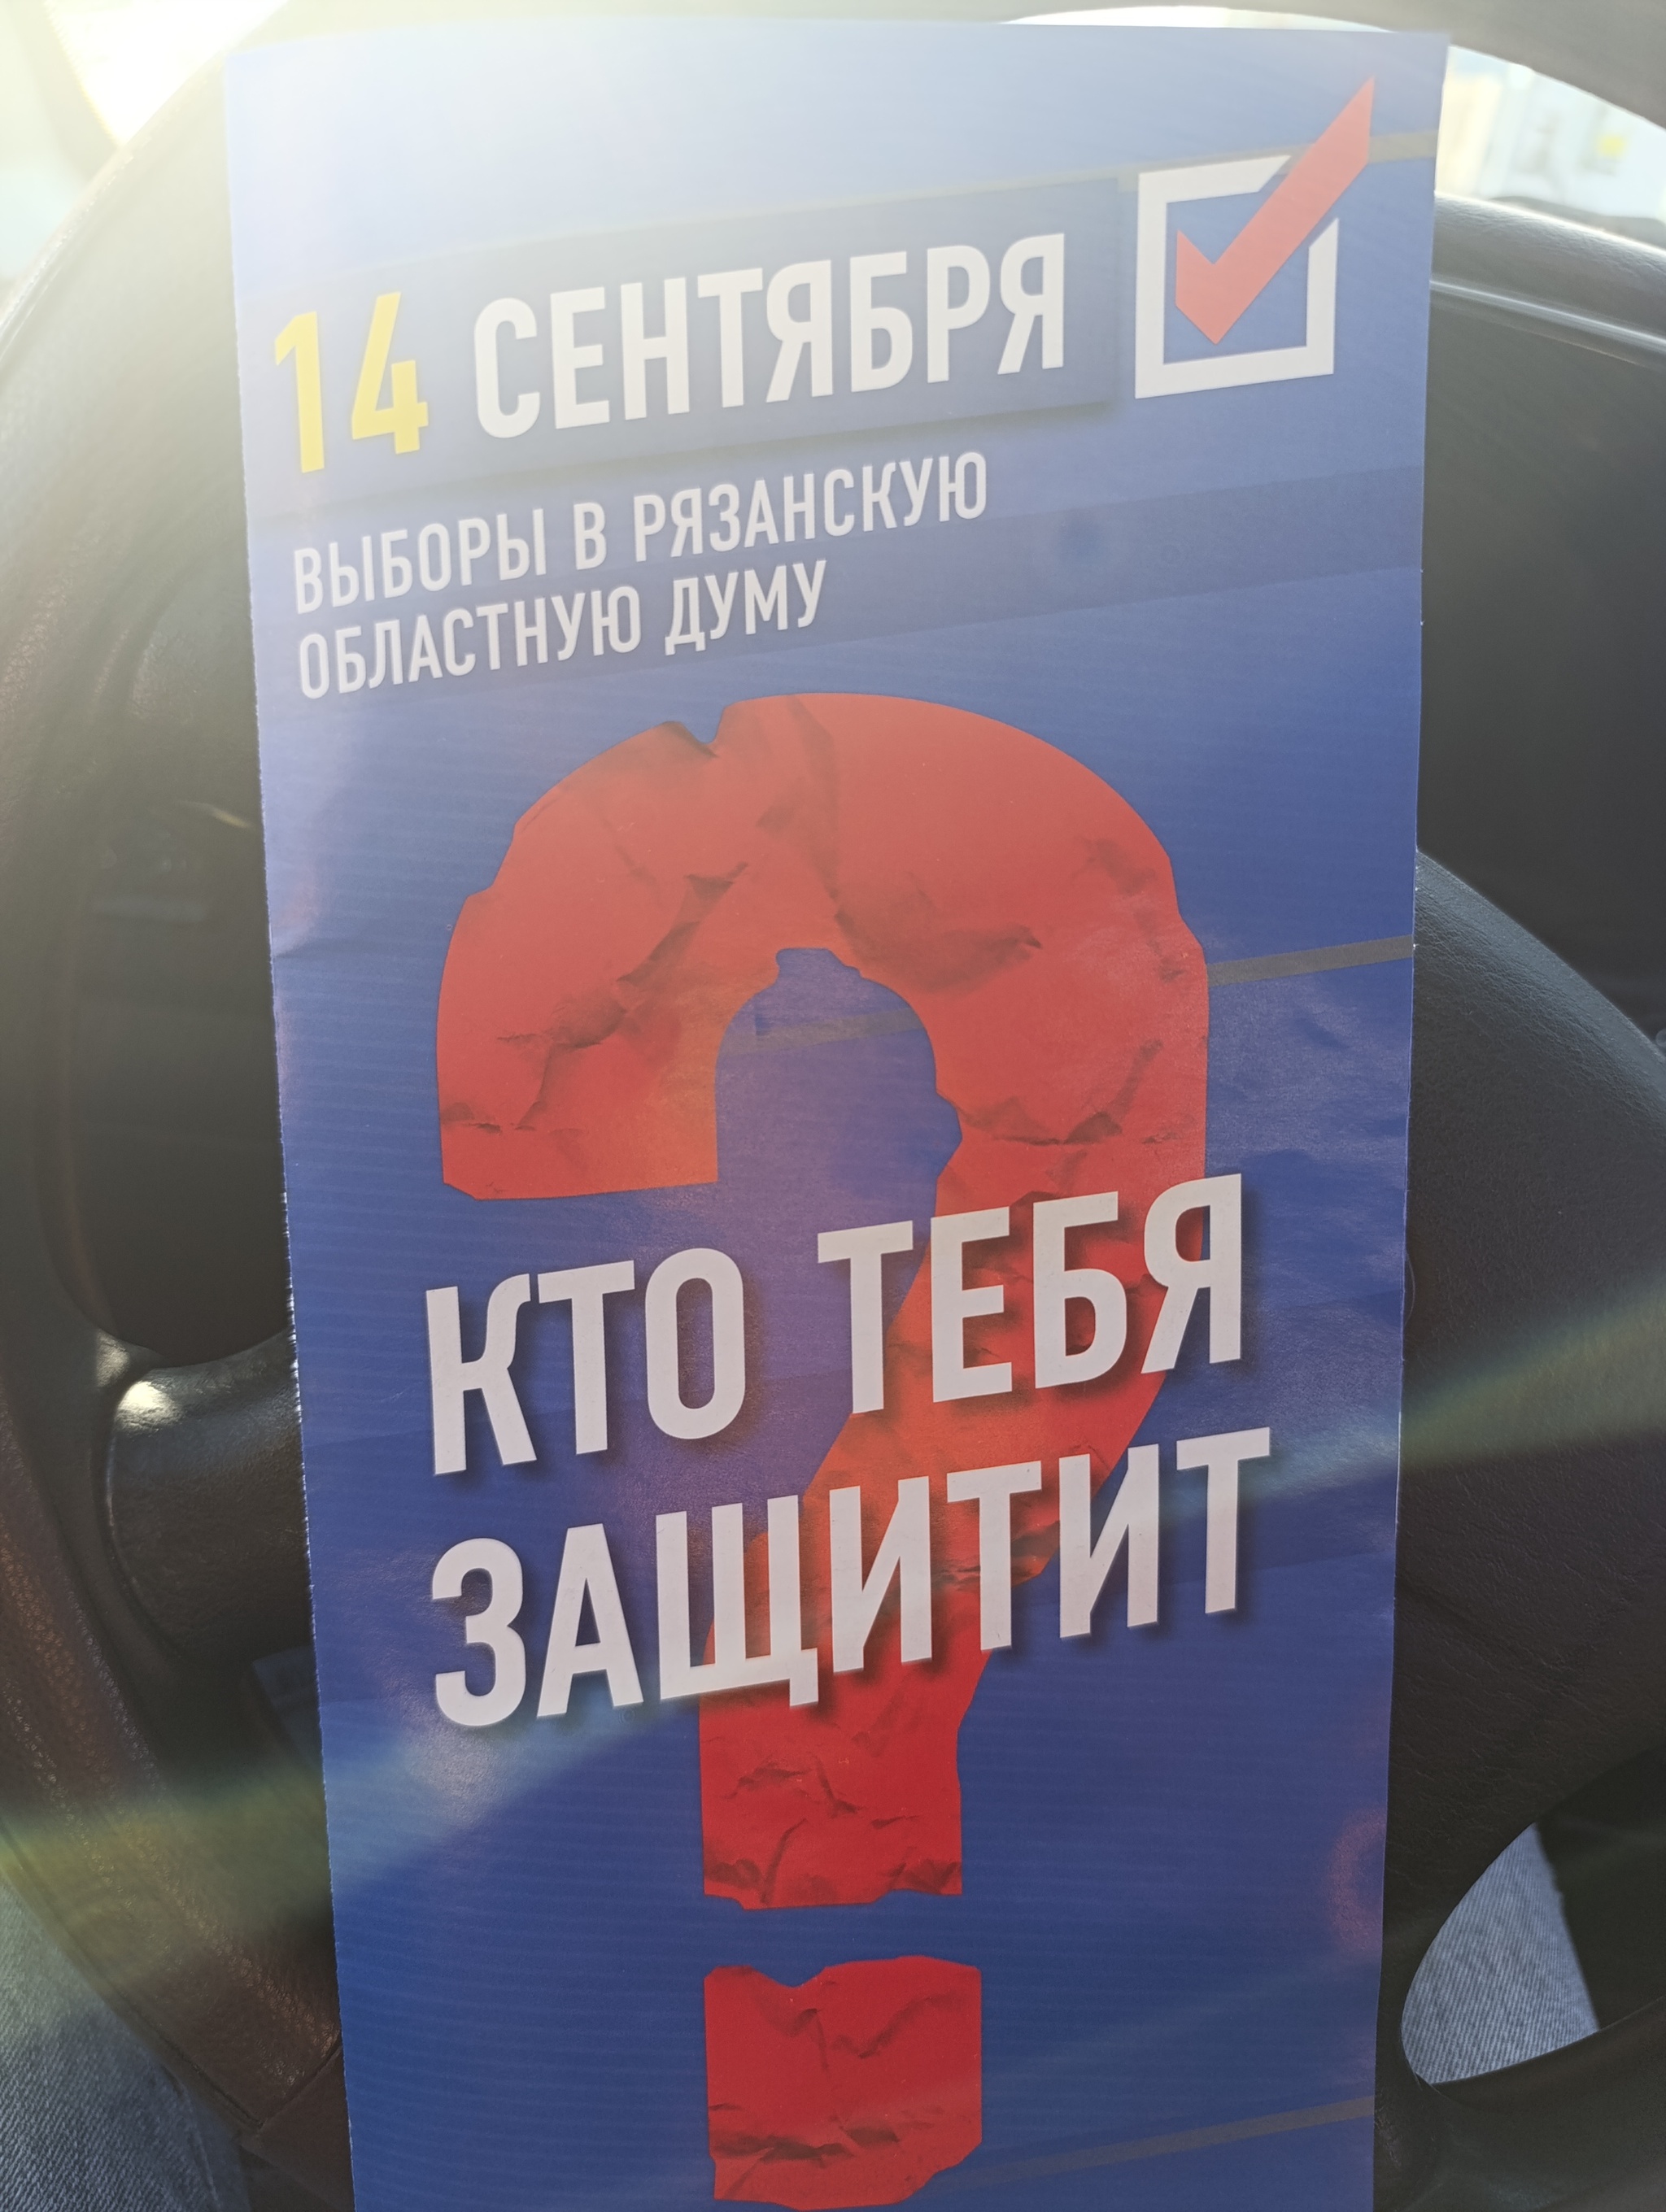 14 СЕНТЯБРЯ
ВЫБОРЫ В РЯЗАНСКУЮ
ОБЛАСТНУЮ ДУМУ
КТО ТЕБЯ
ЗАЩИТИТ
?